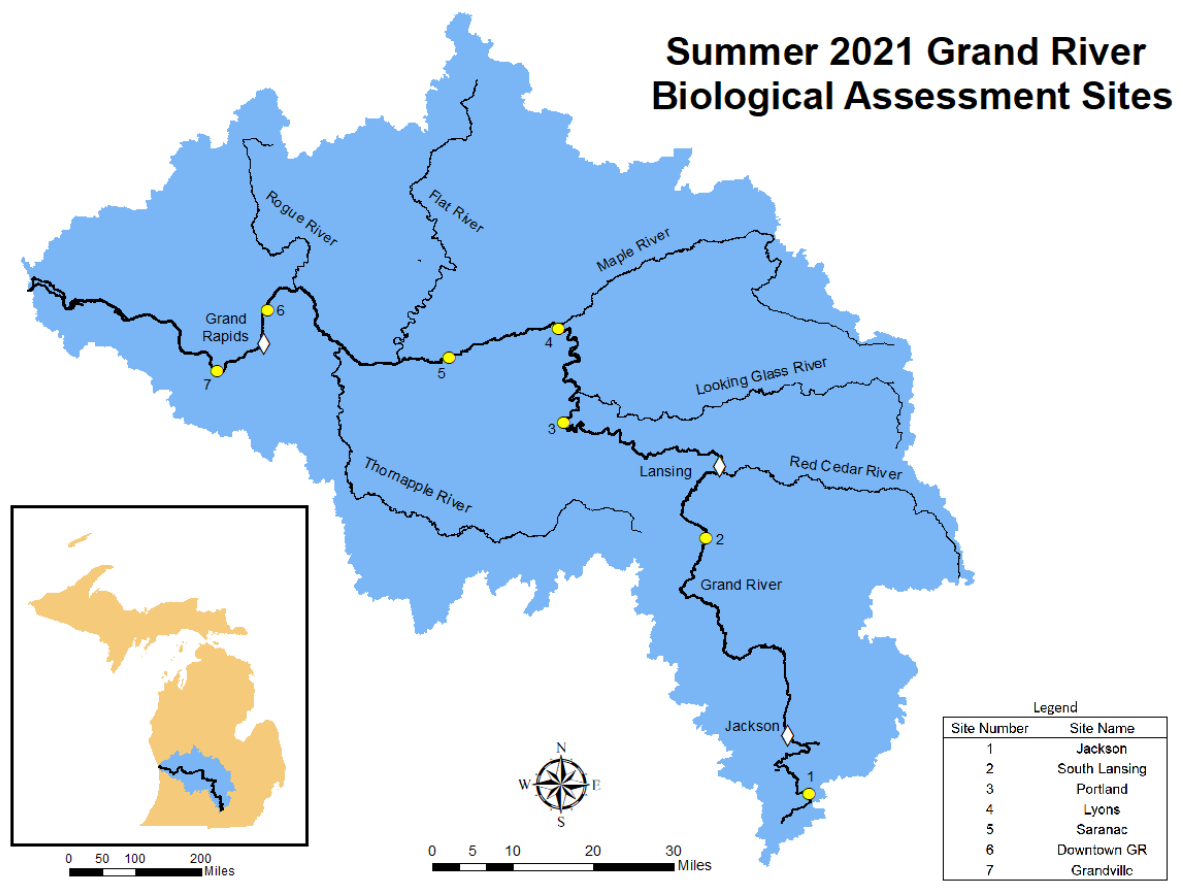 Summer 2021 Grand River
Biological Assessment Sites
Rogue River
Flat River
Maple River
Grand
Rapids
6
7
5
4
3
Looking Glass River
Lansing
Red Cedar River
Thornapple River
2
Grand River
Jackson
1
N
W E
S
0 50 100 200
Miles
0 5 10 20 30
Miles
Legend
Site Number Site Name
1 Jackson
2 South Lansing
3 Portland
4 Lyons
5 Saranac
6 Downtown GR
7 Grandville